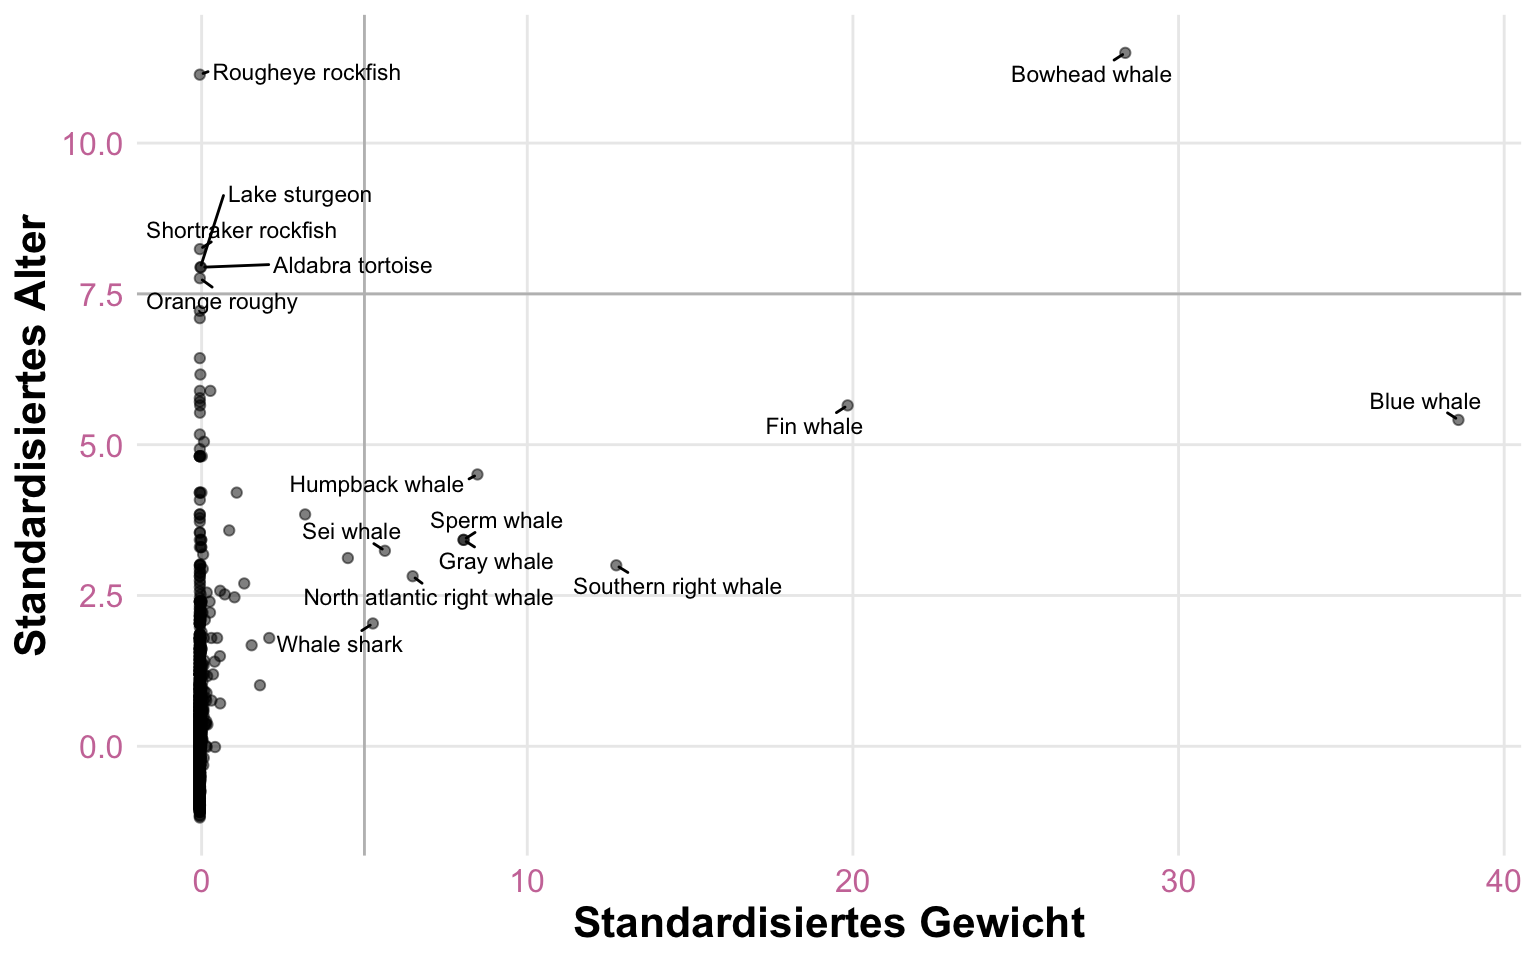 Rougheye rockfish
Bowhead whale
10.0
Lake sturgeon
Shortraker rockfish
Aldabra tortoise
7.5
Orange roughy
Blue whale
Fin whale
5.0
Humpback whale
Sperm whale
Sei whale
Gray whale
Southern right whale
2.5
North atlantic right whale
Whale shark
0.0
Standardisiertes Alter
0
10
20
30
40
Standardisiertes Gewicht